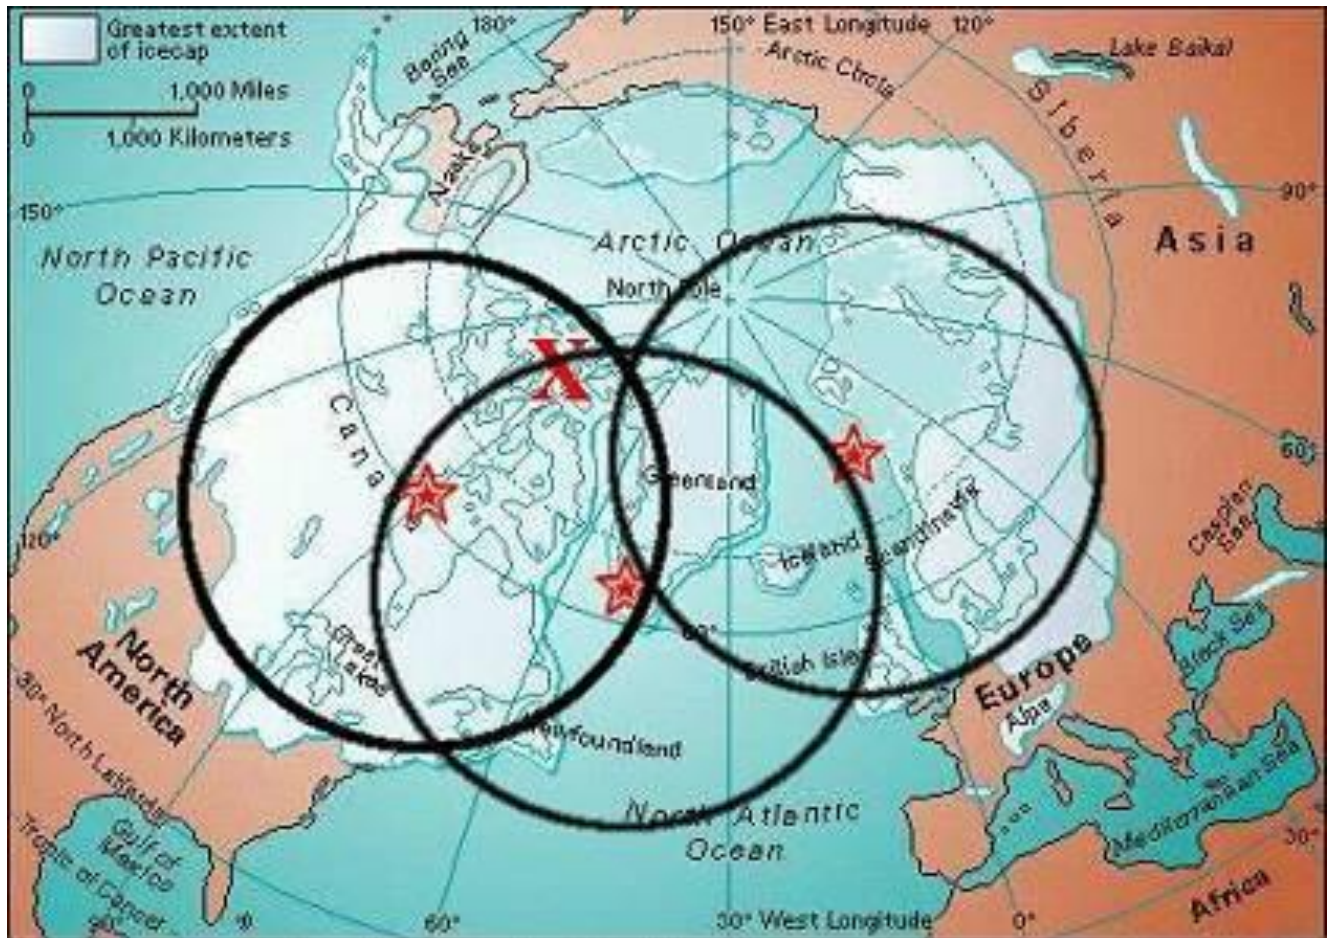 Greatest extent
of icecap
0
1,000 Miles
0
1,000 Kilometers
180°
150° East Longitude
120°
Bering
Sea
Arctic Circle
Lake Baikal
Siberia
Alaska
150°
90°
Asia
North Pacific
Ocean
Arctic Ocean
North Pole
X
Cana
Greenland
60°
Iceland
Scandinavia
Caspian
Sea
120°
Great
Lakes
60°
British Isles
Black Sea
North
America
Europe
Alps
Newfoundland
30° North Latitude
North Atlantic
Ocean
Mediterranean Sea
Gulf of
Mexico
30°
Tropic of Cancer
Africa
90°
60°
30° West Longitude
0°